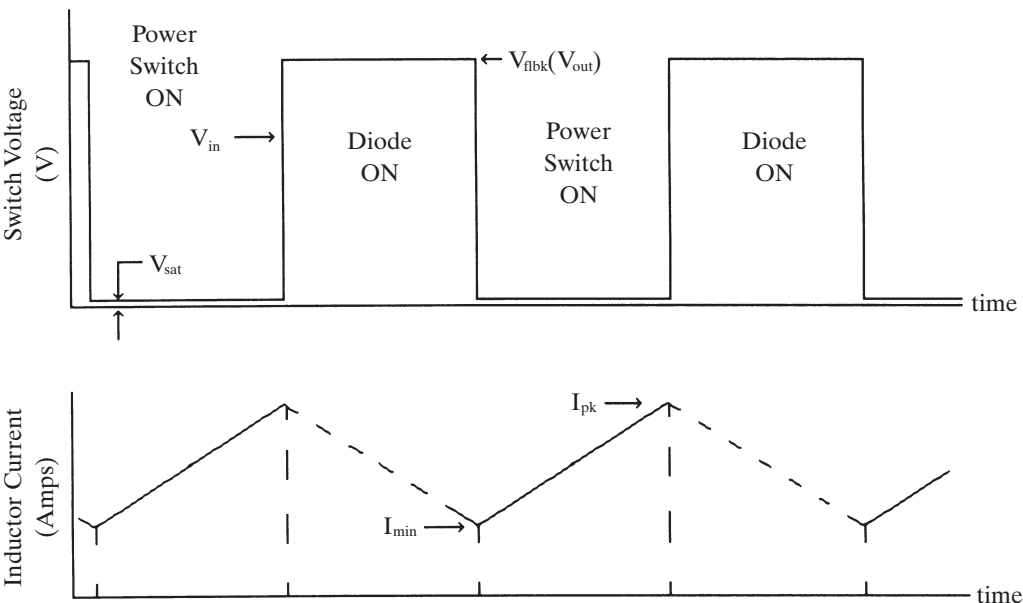 Switch Voltage
(V)
Power
Switch
ON
V_in
V_sat
Diode
ON
V_flbk(V_out)
Power
Switch
ON
Diode
ON
time
Inductor Current
(Amps)
I_min
I_pk
time